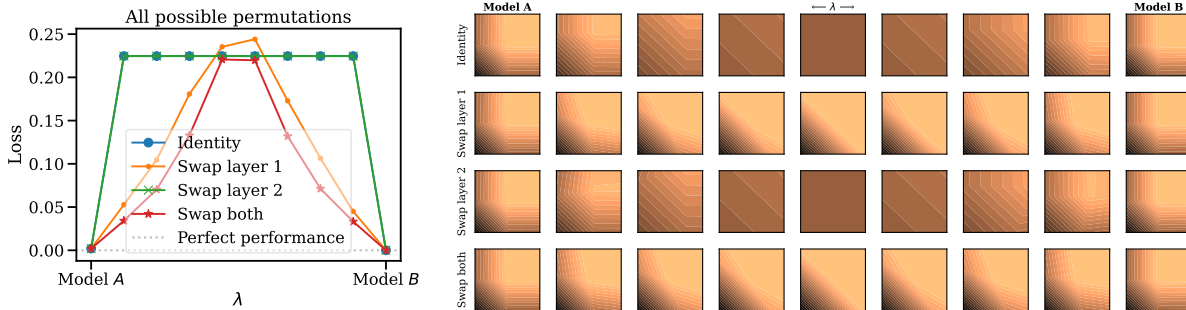 All possible permutations
Loss
0.25
0.20
0.15
0.10
0.05
0.00
Identity
Swap layer 1
Swap layer 2
Swap both
Perfect performance
Model A
Model B
λ
Model A
⟵ λ ⟶
Model B
Identity
Swap layer 1
Swap layer 2
Swap both